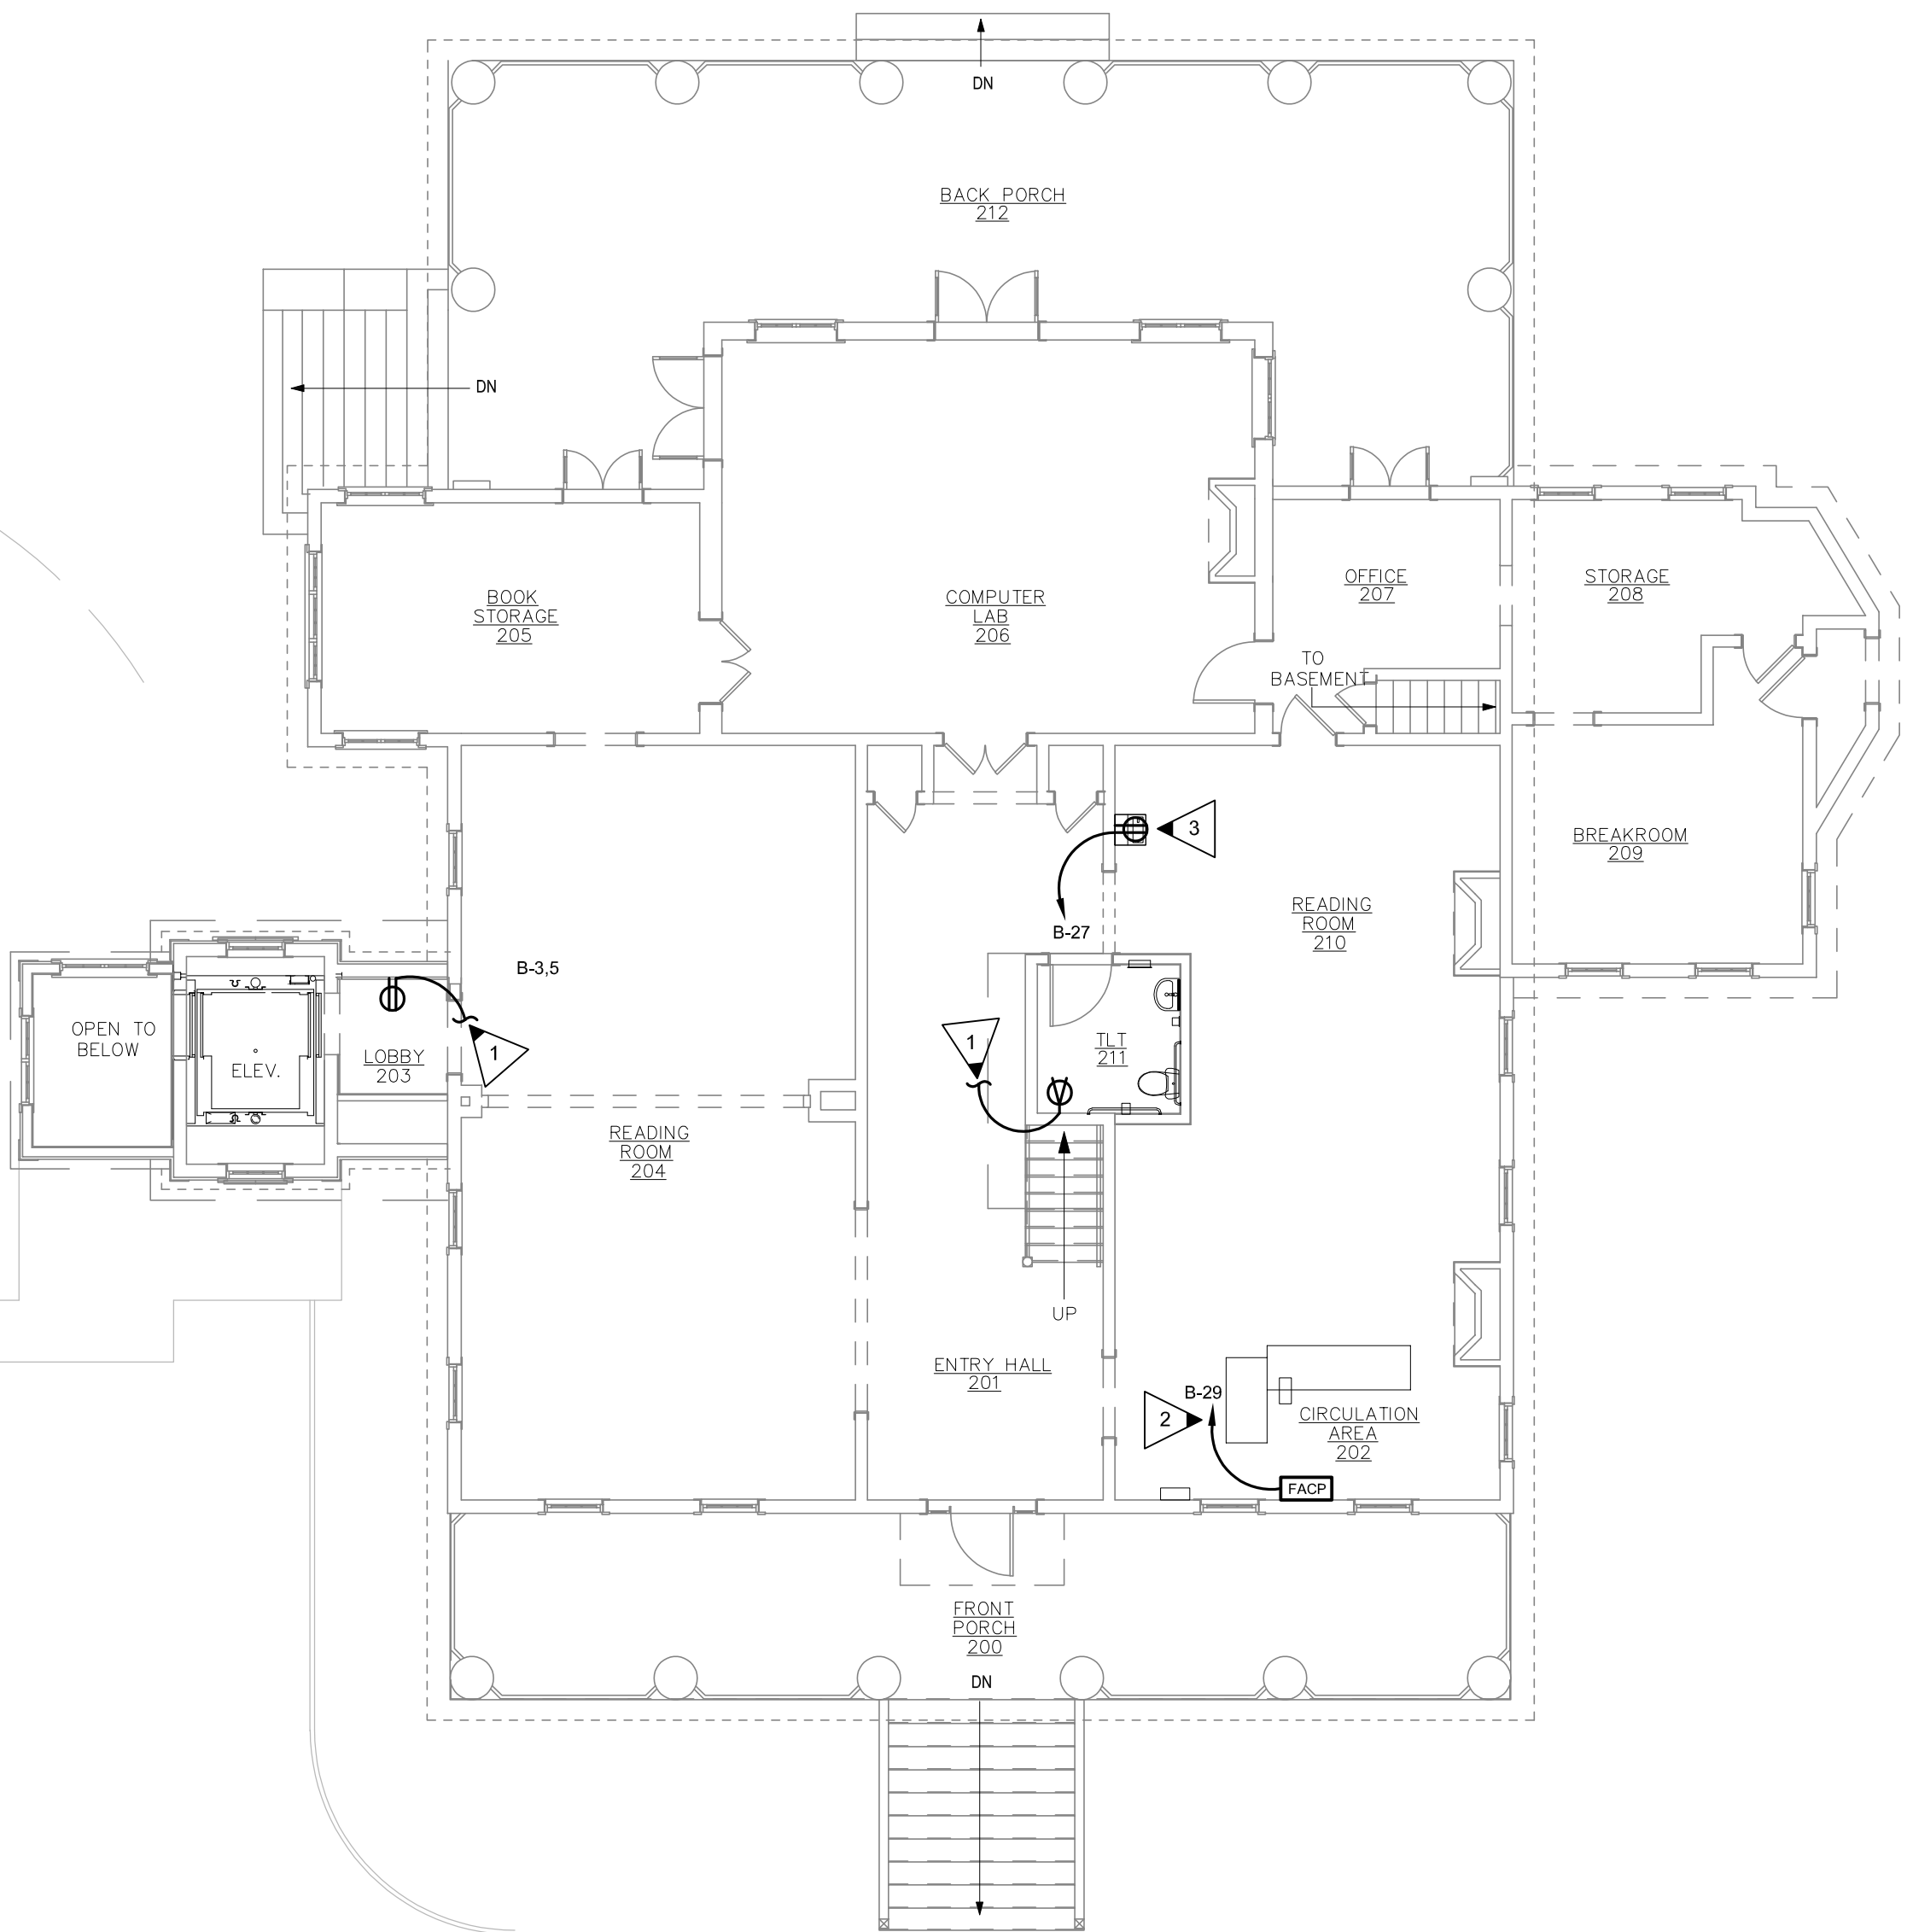 DN
BACK PORCH
212
DN
BOOK
STORAGE
205
COMPUTER
LAB
206
OFFICE
207
STORAGE
208
TO
BASEMENT
3
BREAKROOM
209
B-27
READING
ROOM
210
B-3,5
OPEN TO
BELOW
ELEV.
LOBBY
203
1
1
TLT
211
READING
ROOM
204
UP
ENTRY HALL
201
B-29
2
CIRCULATION
AREA
202
FACP
FRONT
PORCH
200
DN